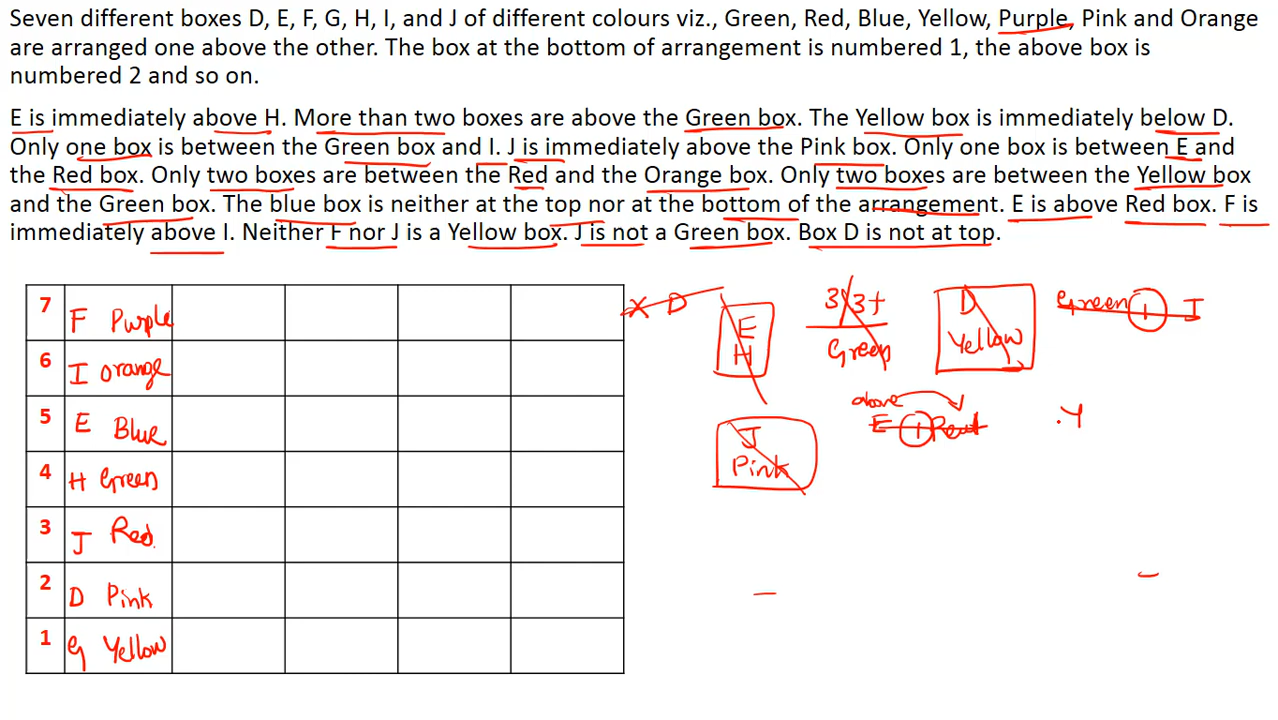 Seven different boxes D, E, F, G, H, I, and J of different colours viz., Green, Red, Blue, Yellow, Purple, Pink and Orange
are arranged one above the other. The box at the bottom of arrangement is numbered 1, the above box is
numbered 2 and so on.
E is immediately above H. More than two boxes are above the Green box. The Yellow box is immediately below D.
Only one box is between the Green box and I. J is immediately above the Pink box. Only one box is between E and
the Red box. Only two boxes are between the Red and the Orange box. Only two boxes are between the Yellow box
and the Green box. The blue box is neither at the top nor at the bottom of the arrangement. E is above Red box. F is
immediately above I. Neither F nor J is a Yellow box. J is not a Green box. Box D is not at top.
7 F Purple
6 I orange
5 E Blue
4 H Green
3 J Red
2 D Pink
1 G Yellow
X D
E
H
3/3+
Green
D
Yellow
Green 1 I
J
Pink
above
E 1 Red
.Y